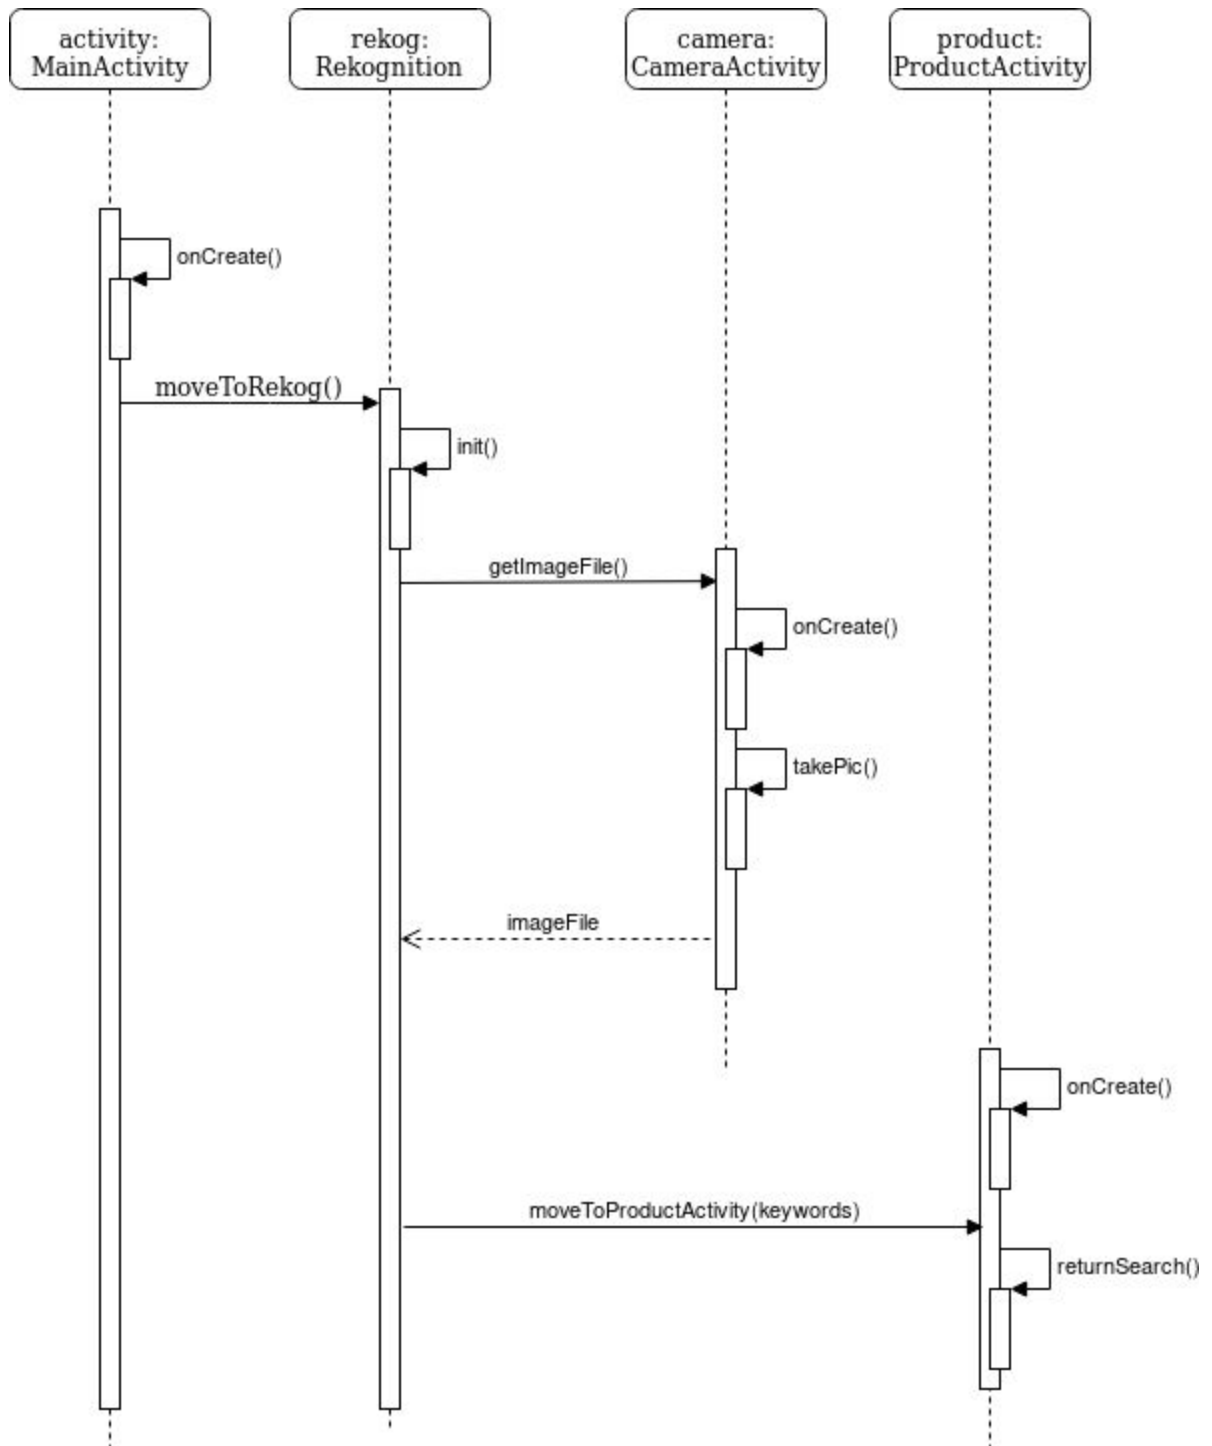 activity:
MainActivity
rekog:
Rekognition
camera:
CameraActivity
product:
ProductActivity
onCreate()
moveToRekog()
init()
getImageFile()
onCreate()
takePic()
imageFile
onCreate()
moveToProductActivity(keywords)
returnSearch()